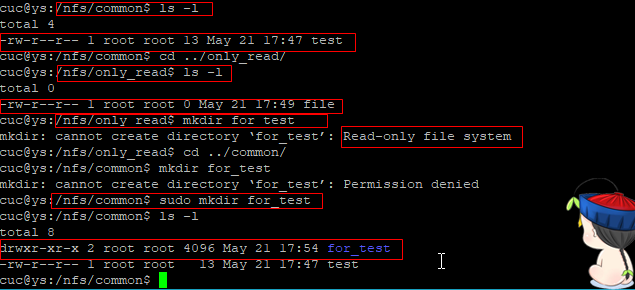 cuc@ys:/nfs/common$ ls -l
total 4
-rw-r--r-- 1 root root 13 May 21 17:47 test
cuc@ys:/nfs/common$ cd ../only_read/
cuc@ys:/nfs/only_read$ ls -l
total 0
-rw-r--r-- 1 root root 0 May 21 17:49 file
cuc@ys:/nfs/only_read$ mkdir for_test
mkdir: cannot create directory ‘for_test’: Read-only file system
cuc@ys:/nfs/only_read$ cd ../common/
cuc@ys:/nfs/common$ mkdir for_test
mkdir: cannot create directory ‘for_test’: Permission denied
cuc@ys:/nfs/common$ sudo mkdir for_test
cuc@ys:/nfs/common$ ls -l
total 8
drwxr-xr-x 2 root root 4096 May 21 17:54 for_test
-rw-r--r-- 1 root root   13 May 21 17:47 test
cuc@ys:/nfs/common$